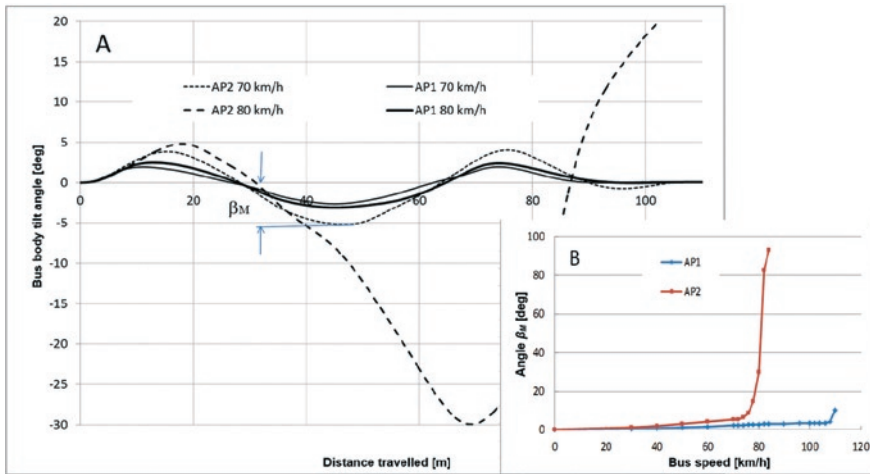 A
20
15
10
5
0
-5
-10
-15
-20
-25
-30
Bus body tilt angle [deg]
AP2 70 km/h
AP1 70 km/h
AP2 80 km/h
AP1 80 km/h
βM
0
20
40
60
80
100
Distance travelled [m]
B
100
80
60
40
20
0
Angle βM [deg]
AP1
AP2
0
20
40
60
80
100
120
Bus speed [km/h]